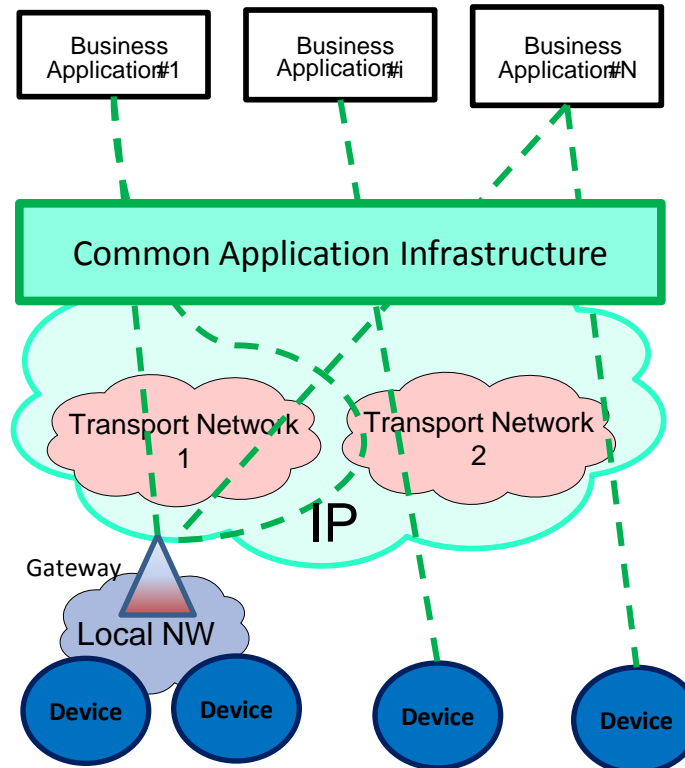 Business
Application#1
Business
Application#i
Business
Application#N
Common Application Infrastructure
Transport Network
1
Transport Network
2
IP
Gateway
Local NW
Device
Device
Device
Device